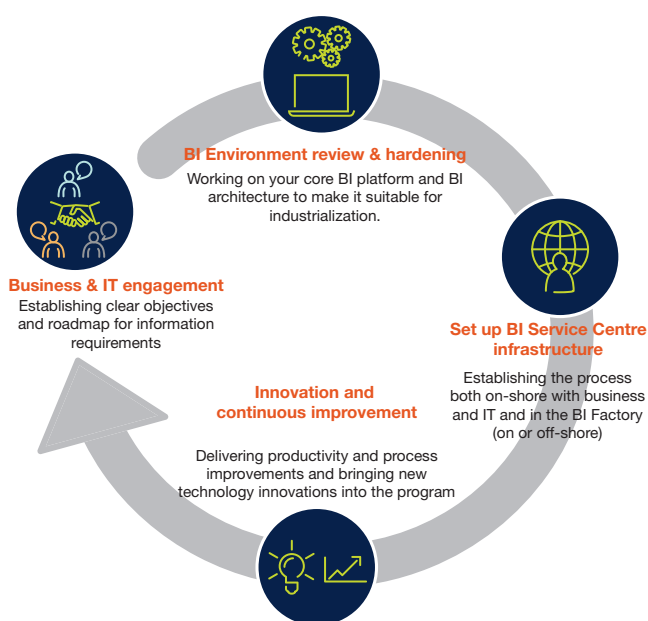 BI Environment review & hardening
Working on your core BI platform and BI
architecture to make it suitable for
industrialization.
Business & IT engagement
Establishing clear objectives
and roadmap for information
requirements
Set up BI Service Centre
infrastructure
Establishing the process
both on-shore with business
and IT and in the BI Factory
(on or off-shore)
Innovation and
continuous improvement
Delivering productivity and process
improvements and bringing new
technology innovations into the program